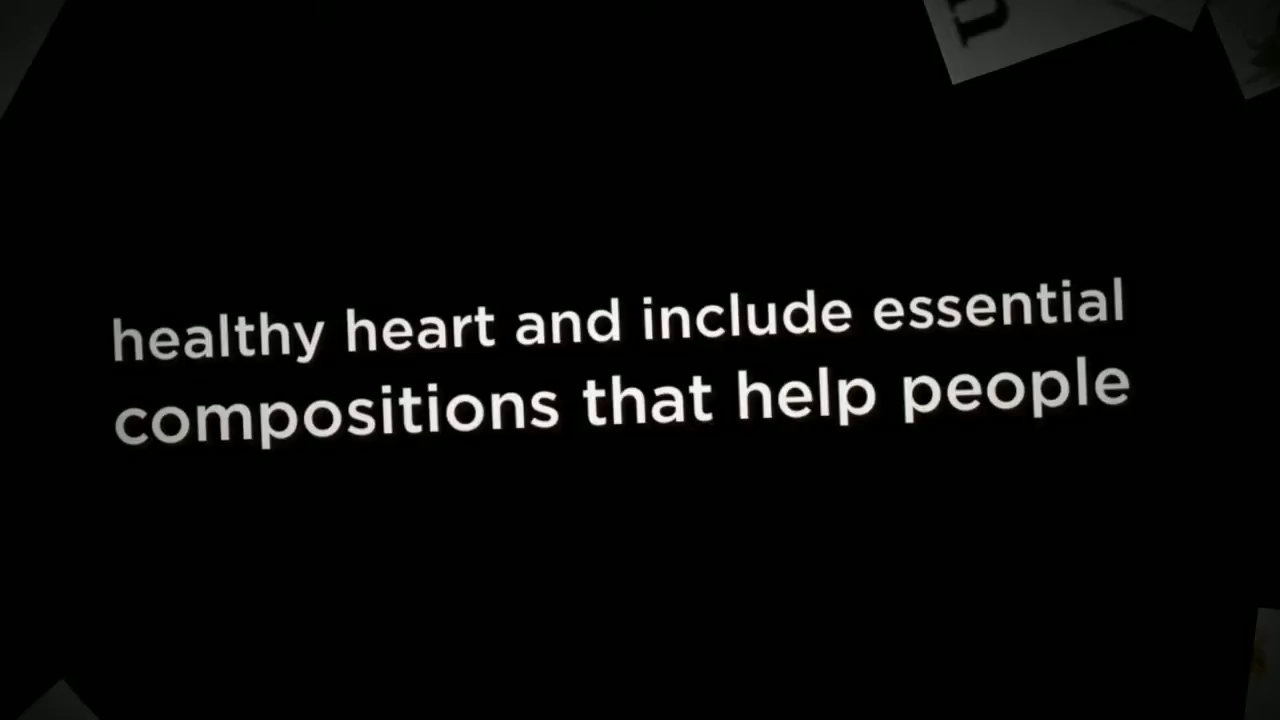 healthy heart and include essential
compositions that help people